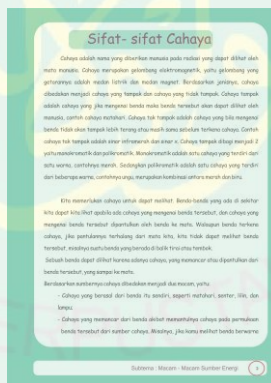 Sifat- sifat Cahaya
Cahaya adalah nama yang diberikan manusia pada radiasi yang dapat dilihat oleh
mata manusia. Cahaya merupakan gelombang elektromagnetik, yaitu gelombang yang
getarannya adalah medan listrik dan medan magnet. Berdasarkan jenisnya, cahaya
dibedakan menjadi cahaya yang tampak dan cahaya yang tidak tampak. Cahaya tampak
adalah cahaya yang jika mengenai benda maka benda tersebut akan dapat dilihat oleh
manusia, contoh cahaya matahari. Cahaya tak tampak adalah cahaya yang bila mengenai
benda tidak akan tampak lebih terang atau masih sama sebelum terkena cahaya. Contoh
cahaya tak tampak adalah sinar inframerah dan sinar x. Cahaya tampak dibagi menjadi 2
yaitu monokromatik dan polikromatik. Monokromatik adalah satu cahaya yang terdiri dari
satu warna, contohnya merah. Sedangkan polikromatik adalah satu cahaya yang terdiri
dari beberapa warna, contohnya ungu, merupakan kombinasi antara merah dan biru.
Kita memerlukan cahaya untuk dapat melihat. Benda-benda yang ada di sekitar
kita dapat kita lihat apabila ada cahaya yang mengenai benda tersebut, dan cahaya yang
mengenai benda tersebut dipantulkan oleh benda ke mata. Walaupun benda terkena
cahaya, jika pantulannya terhalang dari mata kita, kita tidak dapat melihat benda
tersebut, misalnya suatu benda yang berada di balik tirai atau tembok.
Sebuah benda dapat dilihat karena adanya cahaya, yang memancar atau dipantulkan dari
benda tersebut, yang sampai ke mata.
Berdasarkan sumbernya cahaya dibedakan menjadi dua macam, yaitu:
- Cahaya yang berasal dari benda itu sendiri, seperti matahari, senter, lilin, dan
lampu;
- Cahaya yang memancar dari benda akibat memantulnya cahaya pada permukaan
benda tersebut dari sumber cahaya. Misalnya, jika kamu melihat benda berwarna
Subtema : Macam - Macam Sumber Energi